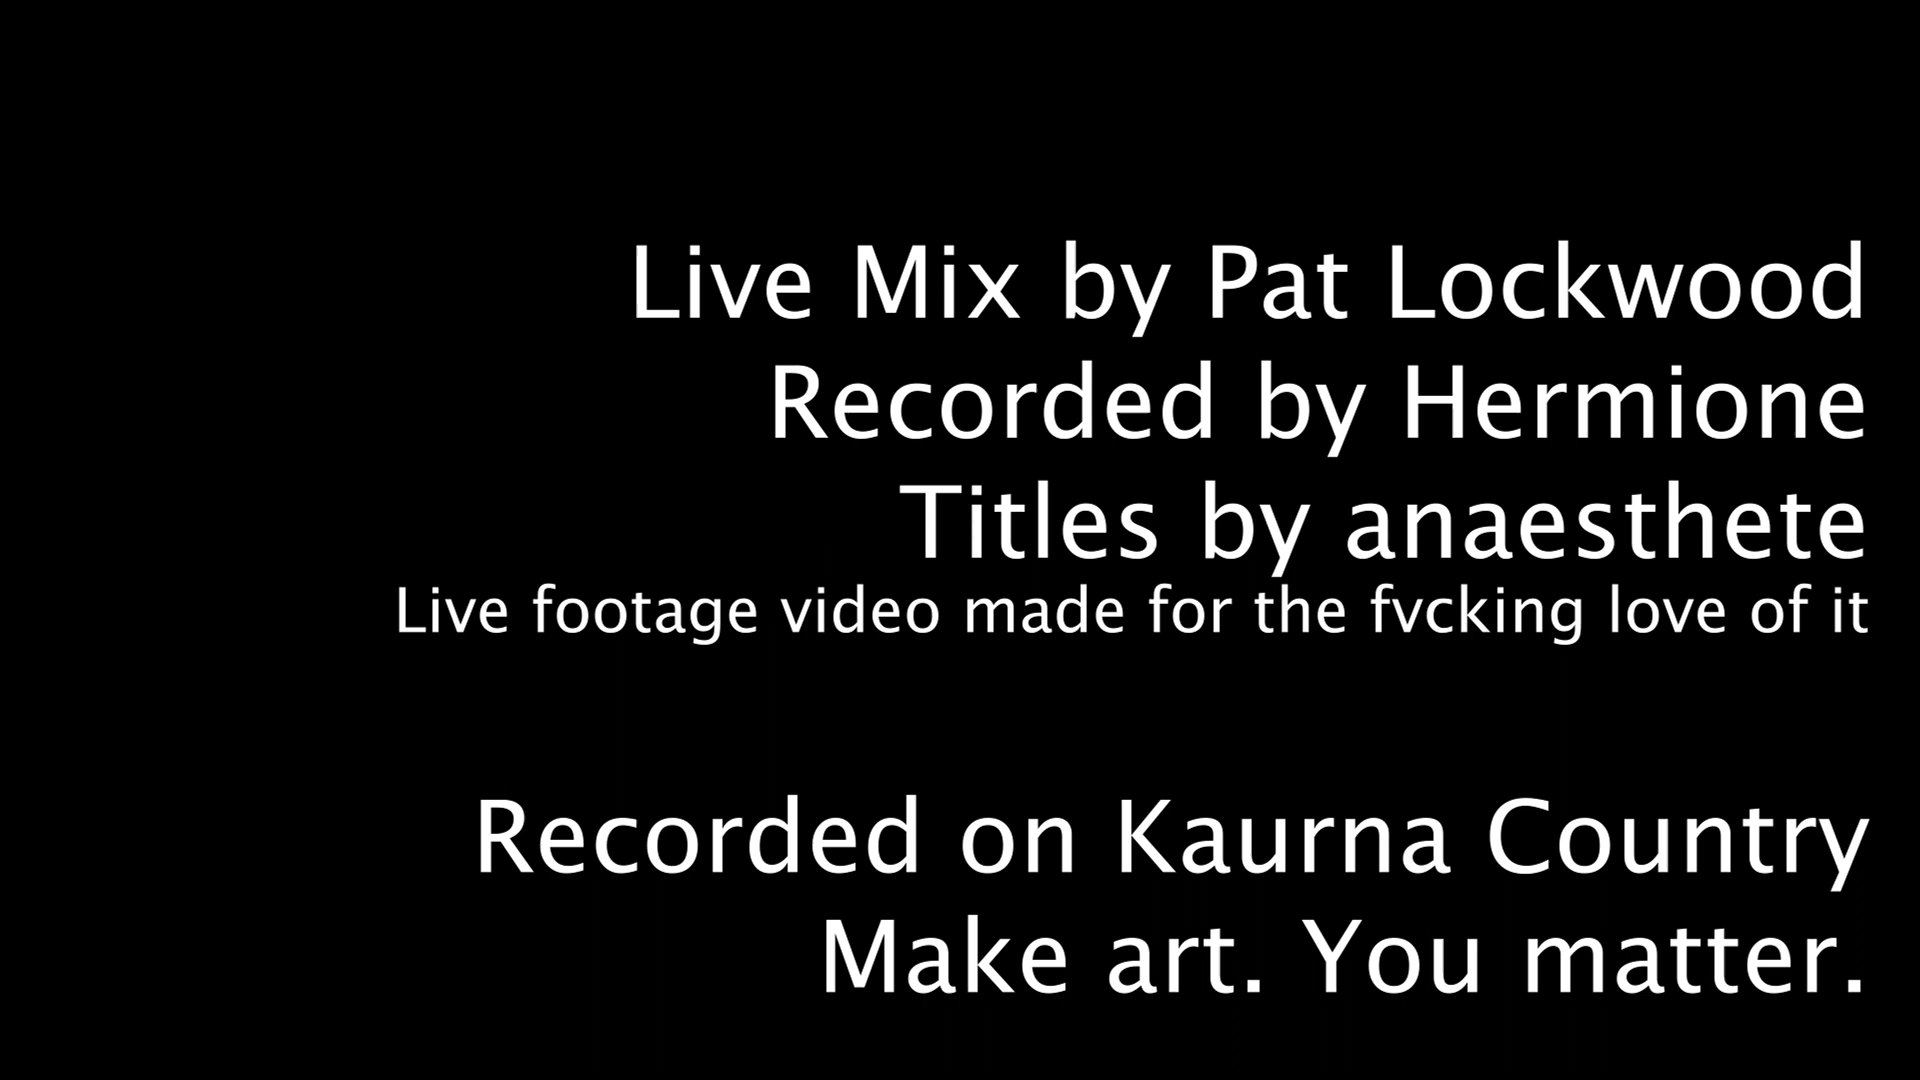 Live Mix by Pat Lockwood
Recorded by Hermione
Titles by anaesthete
Live footage video made for the fvcking love of it
Recorded on Kaurna Country
Make art. You matter.